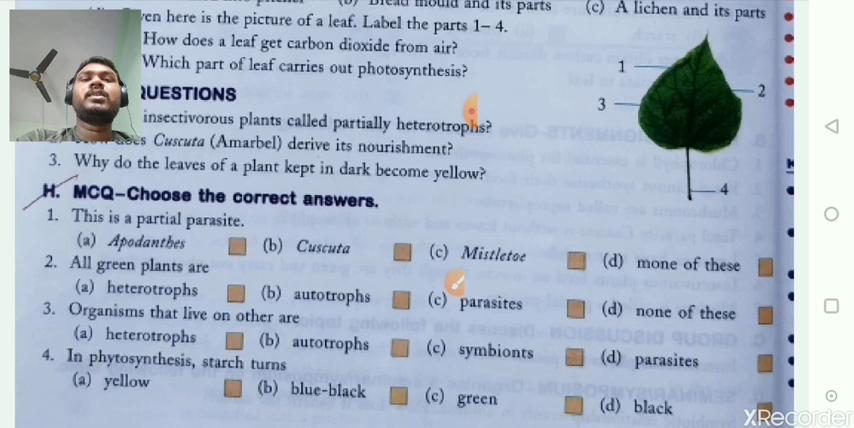 (b) Bread mould and its parts (c) A lichen and its parts
en here is the picture of a leaf. Label the parts 1– 4.
How does a leaf get carbon dioxide from air?
Which part of leaf carries out photosynthesis?
1
2
3
4
QUESTIONS
insectivorous plants called partially heterotrophs?
Cuscuta (Amarbel) derive its nourishment?
3. Why do the leaves of a plant kept in dark become yellow?
H. MCQ–Choose the correct answers.
1. This is a partial parasite.
(a) Apodanthes (b) Cuscuta (c) Mistletoe (d) mone of these
2. All green plants are
(a) heterotrophs (b) autotrophs (c) parasites (d) none of these
3. Organisms that live on other are
(a) heterotrophs (b) autotrophs (c) symbionts (d) parasites
4. In phytosynthesis, starch turns
(a) yellow (b) blue-black (c) green (d) black
XRecorder